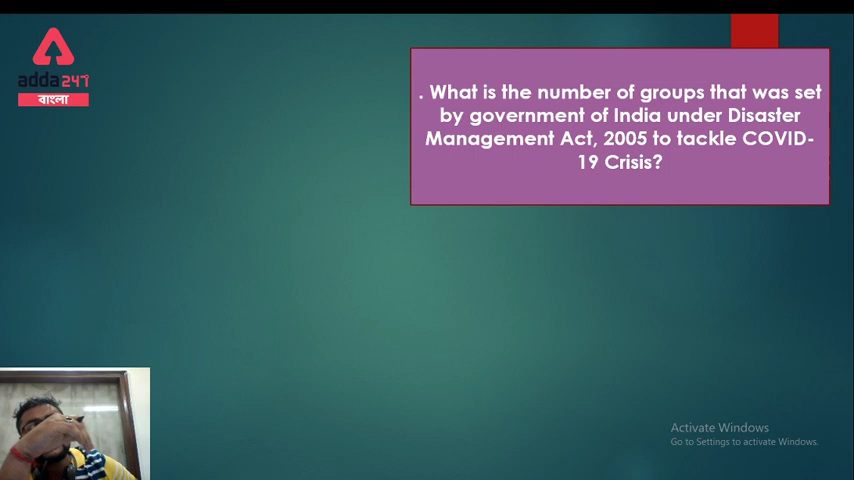 adda247
বাংলা
. What is the number of groups that was set
by government of India under Disaster
Management Act, 2005 to tackle COVID-
19 Crisis?
Activate Windows
Go to Settings to activate Windows.